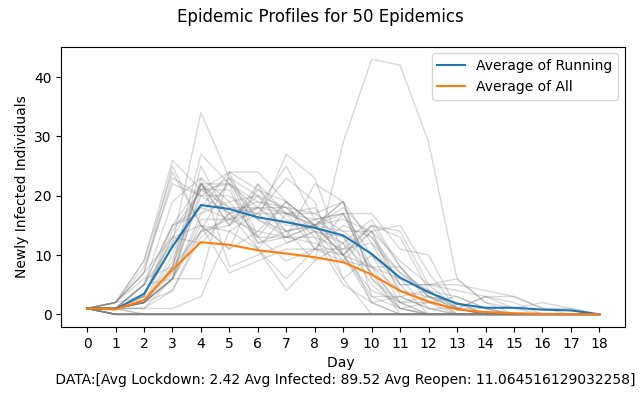 Epidemic Profiles for 50 Epidemics
Average of Running
Average of All
Newly Infected Individuals
40
30
20
10
0
0 1 2 3 4 5 6 7 8 9 10 11 12 13 14 15 16 17 18
Day
DATA:[Avg Lockdown: 2.42 Avg Infected: 89.52 Avg Reopen: 11.064516129032258]